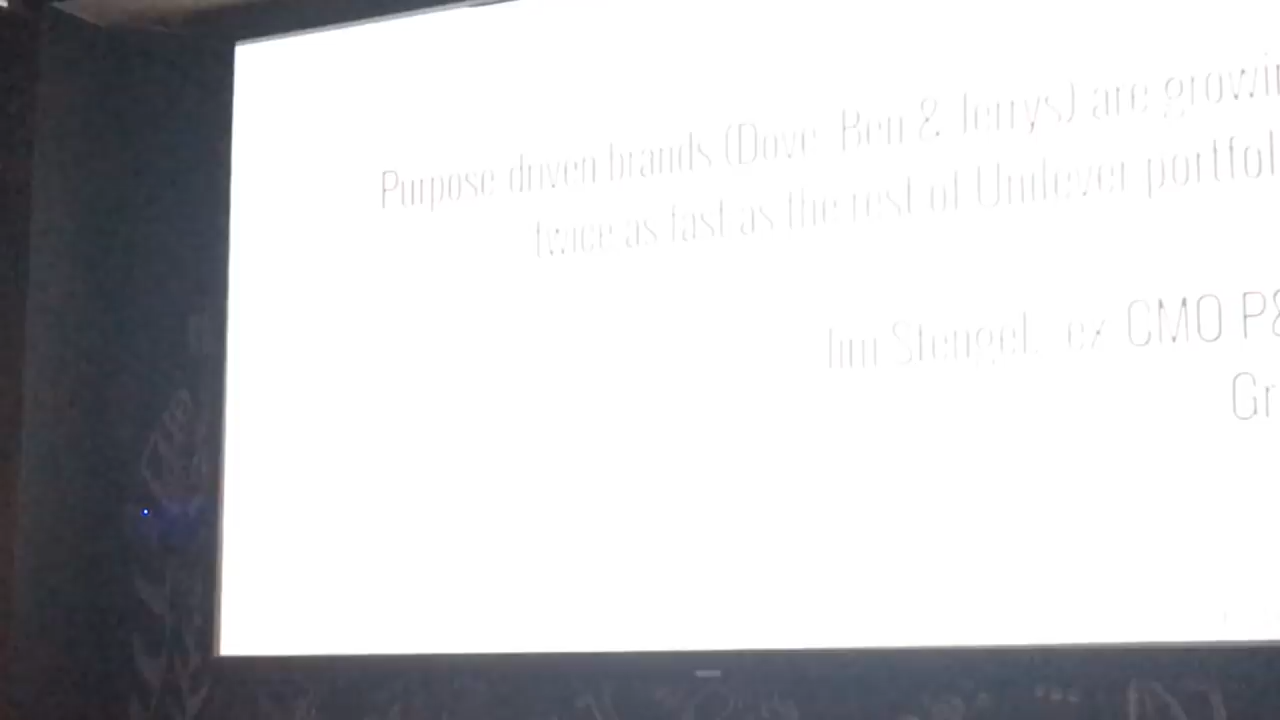 Purpose driven brands (Dove Ben & Jerrys) are growin
twice as fast as the rest of Unilever portfol
Jim Stengel, ex CMO P&
Gr